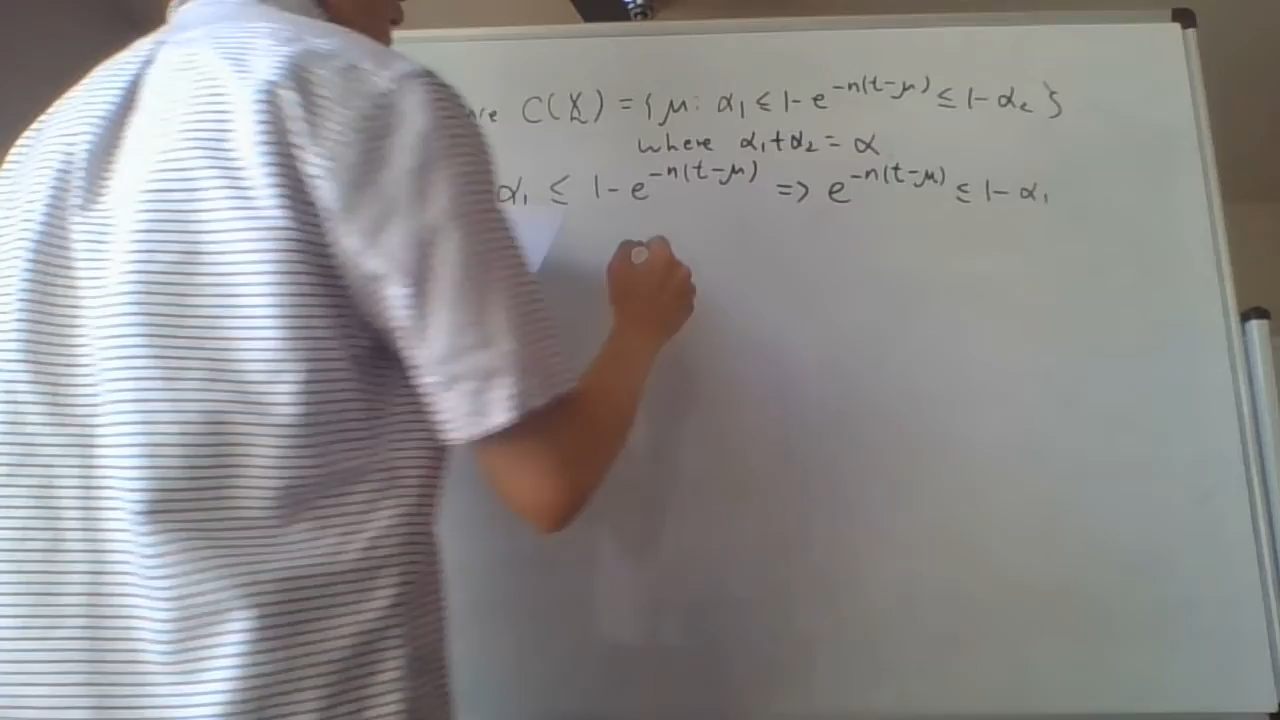 C(X) = { μ: α₁ ≤ 1 - e^{-n(t-μ)} ≤ 1 - α₂ }
where α₁ + α₂ = α
α₁ ≤ 1 - e^{-n(t-μ)} => e^{-n(t-μ)} ≤ 1 - α₁